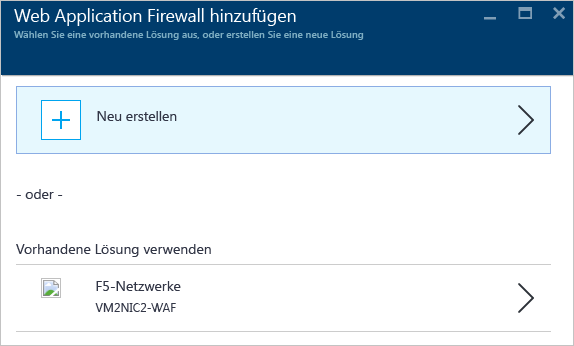 Web Application Firewall hinzufügen
Wählen Sie eine vorhandene Lösung aus, oder erstellen Sie eine neue Lösung
Neu erstellen
- oder -
Vorhandene Lösung verwenden
F5-Netzwerke
VM2NIC2-WAF